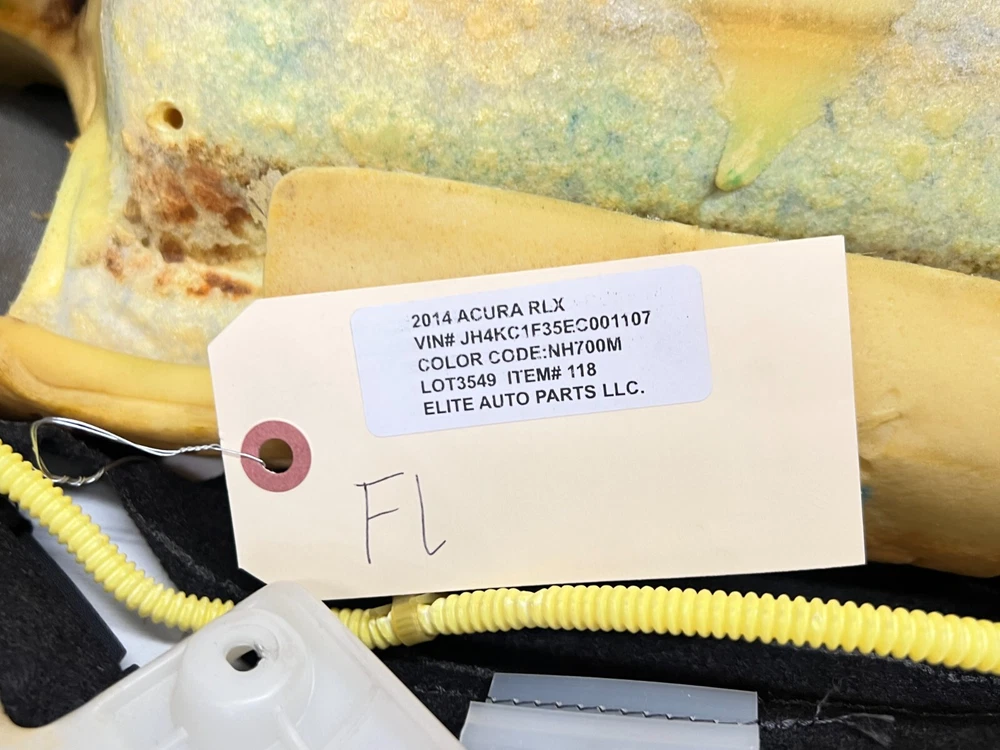 2014 ACURA RLX
VIN# JH4KC1F35EC001107
COLOR CODE:NH700M
LOT3549 ITEM# 118
ELITE AUTO PARTS LLC.
FL